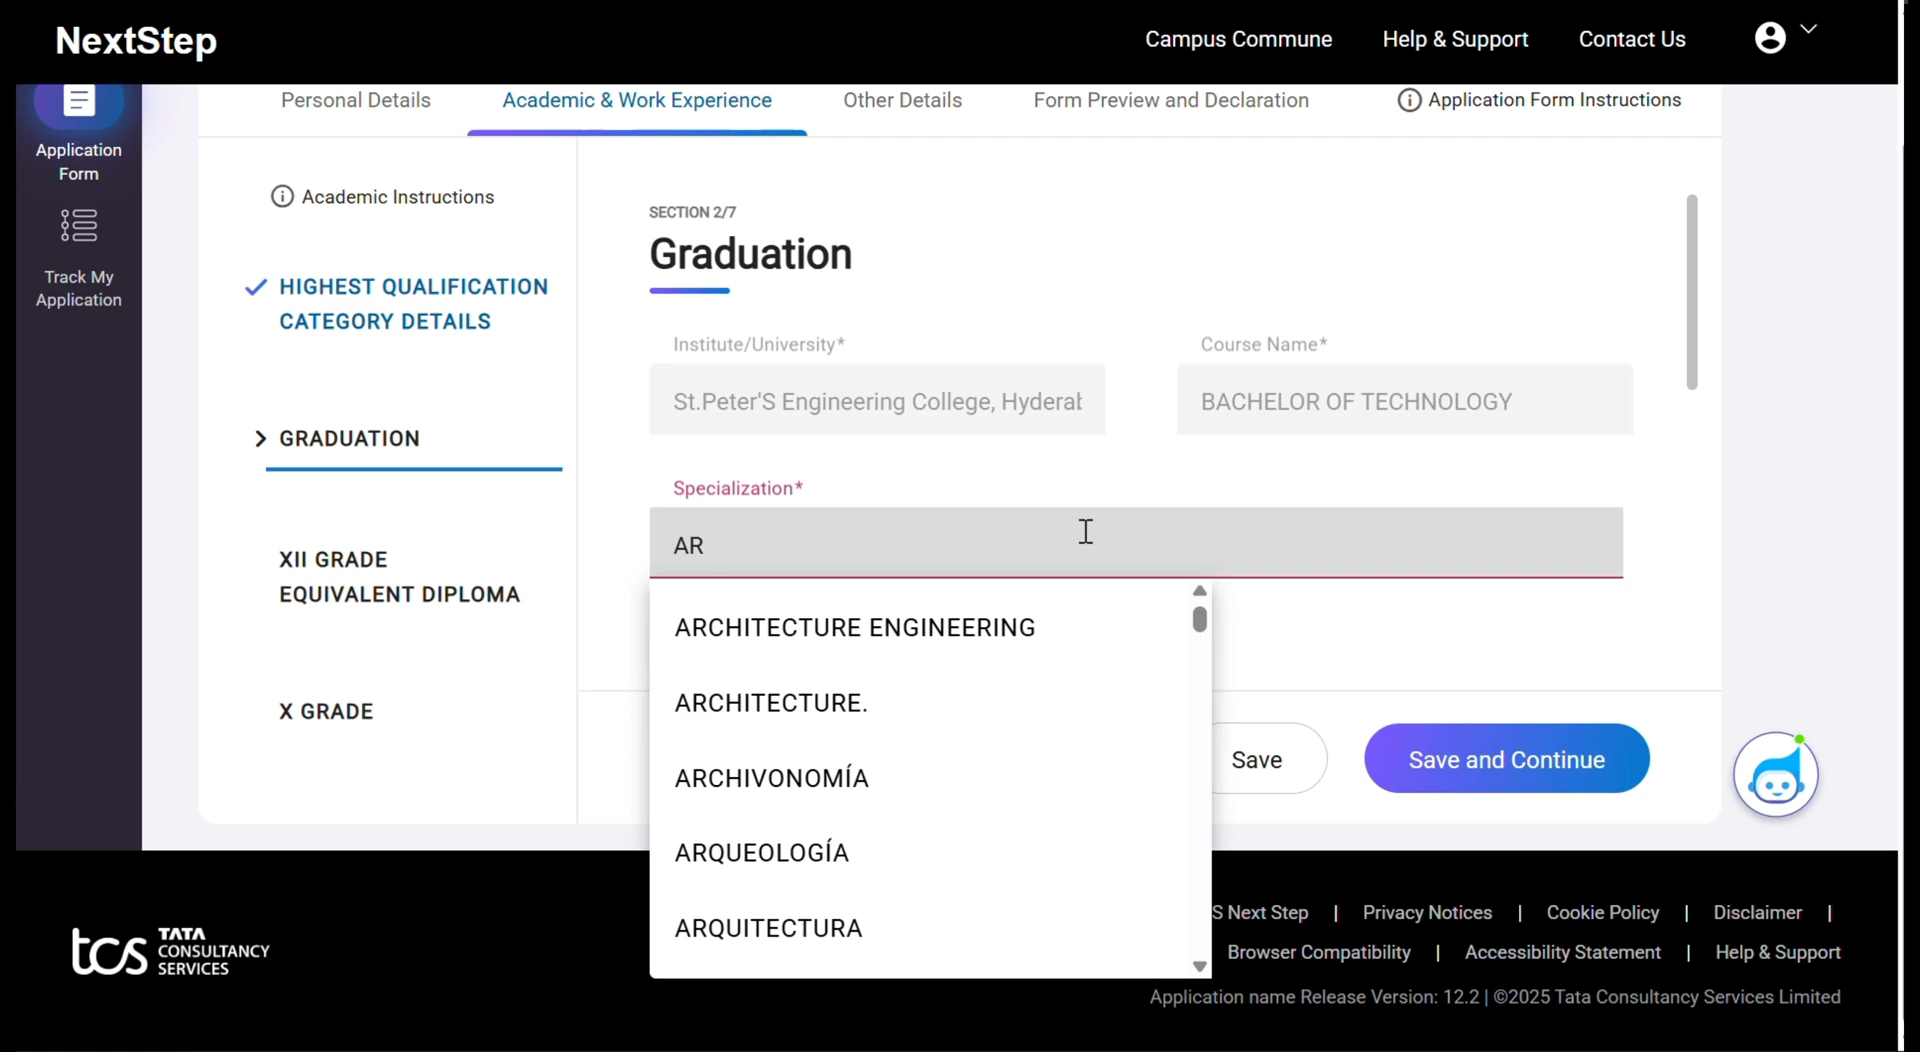 NextStep
Campus Commune
Help & Support
Contact Us
Personal Details
Academic & Work Experience
Other Details
Form Preview and Declaration
Application Form Instructions
Application
Form
Track My
Application
Academic Instructions
HIGHEST QUALIFICATION
CATEGORY DETAILS
GRADUATION
XII GRADE
EQUIVALENT DIPLOMA
X GRADE
SECTION 2/7
Graduation
Institute/University*
Course Name*
St.Peter'S Engineering College, Hyderab
BACHELOR OF TECHNOLOGY
Specialization*
AR
ARCHITECTURE ENGINEERING
ARCHITECTURE.
ARCHIVONOMÍA
ARQUEOLOGÍA
ARQUITECTURA
Save
Save and Continue
tcs TATA
CONSULTANCY
SERVICES
S Next Step | Privacy Notices | Cookie Policy | Disclaimer |
Browser Compatibility | Accessibility Statement | Help & Support
Application name Release Version: 12.2 | ©2025 Tata Consultancy Services Limited